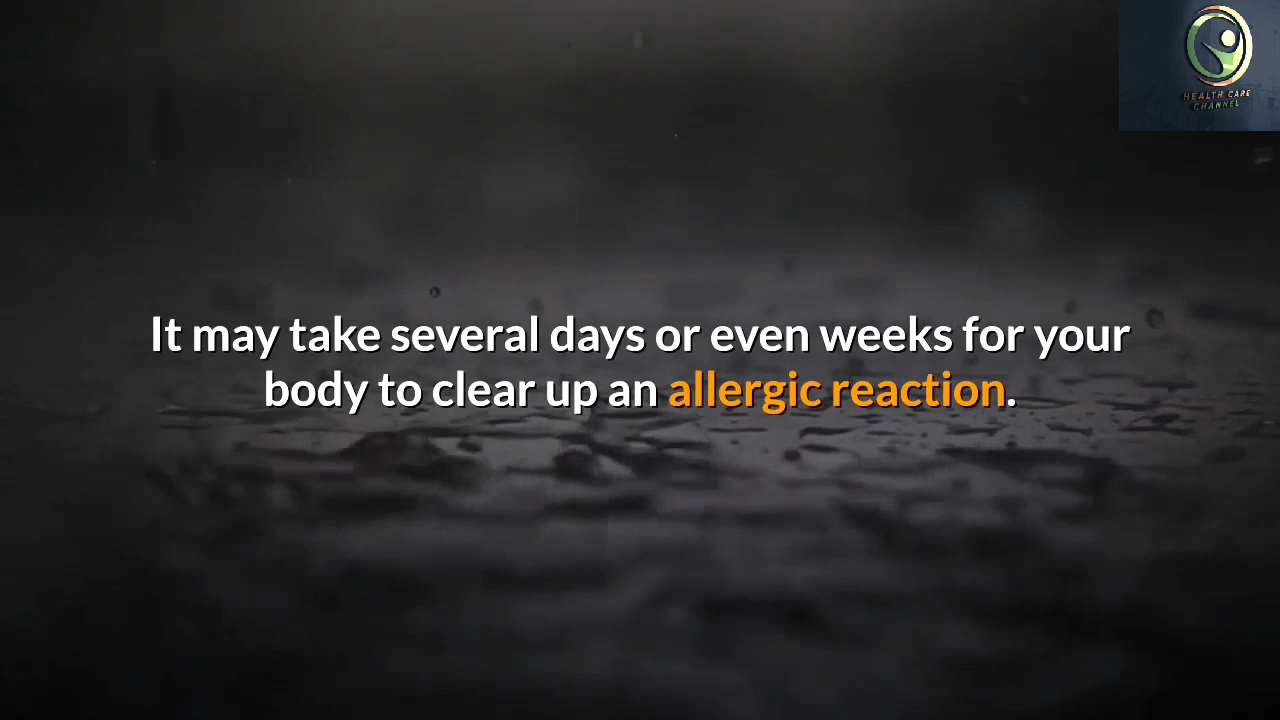 HEALTH CARE
CHANNEL
It may take several days or even weeks for your
body to clear up an allergic reaction.